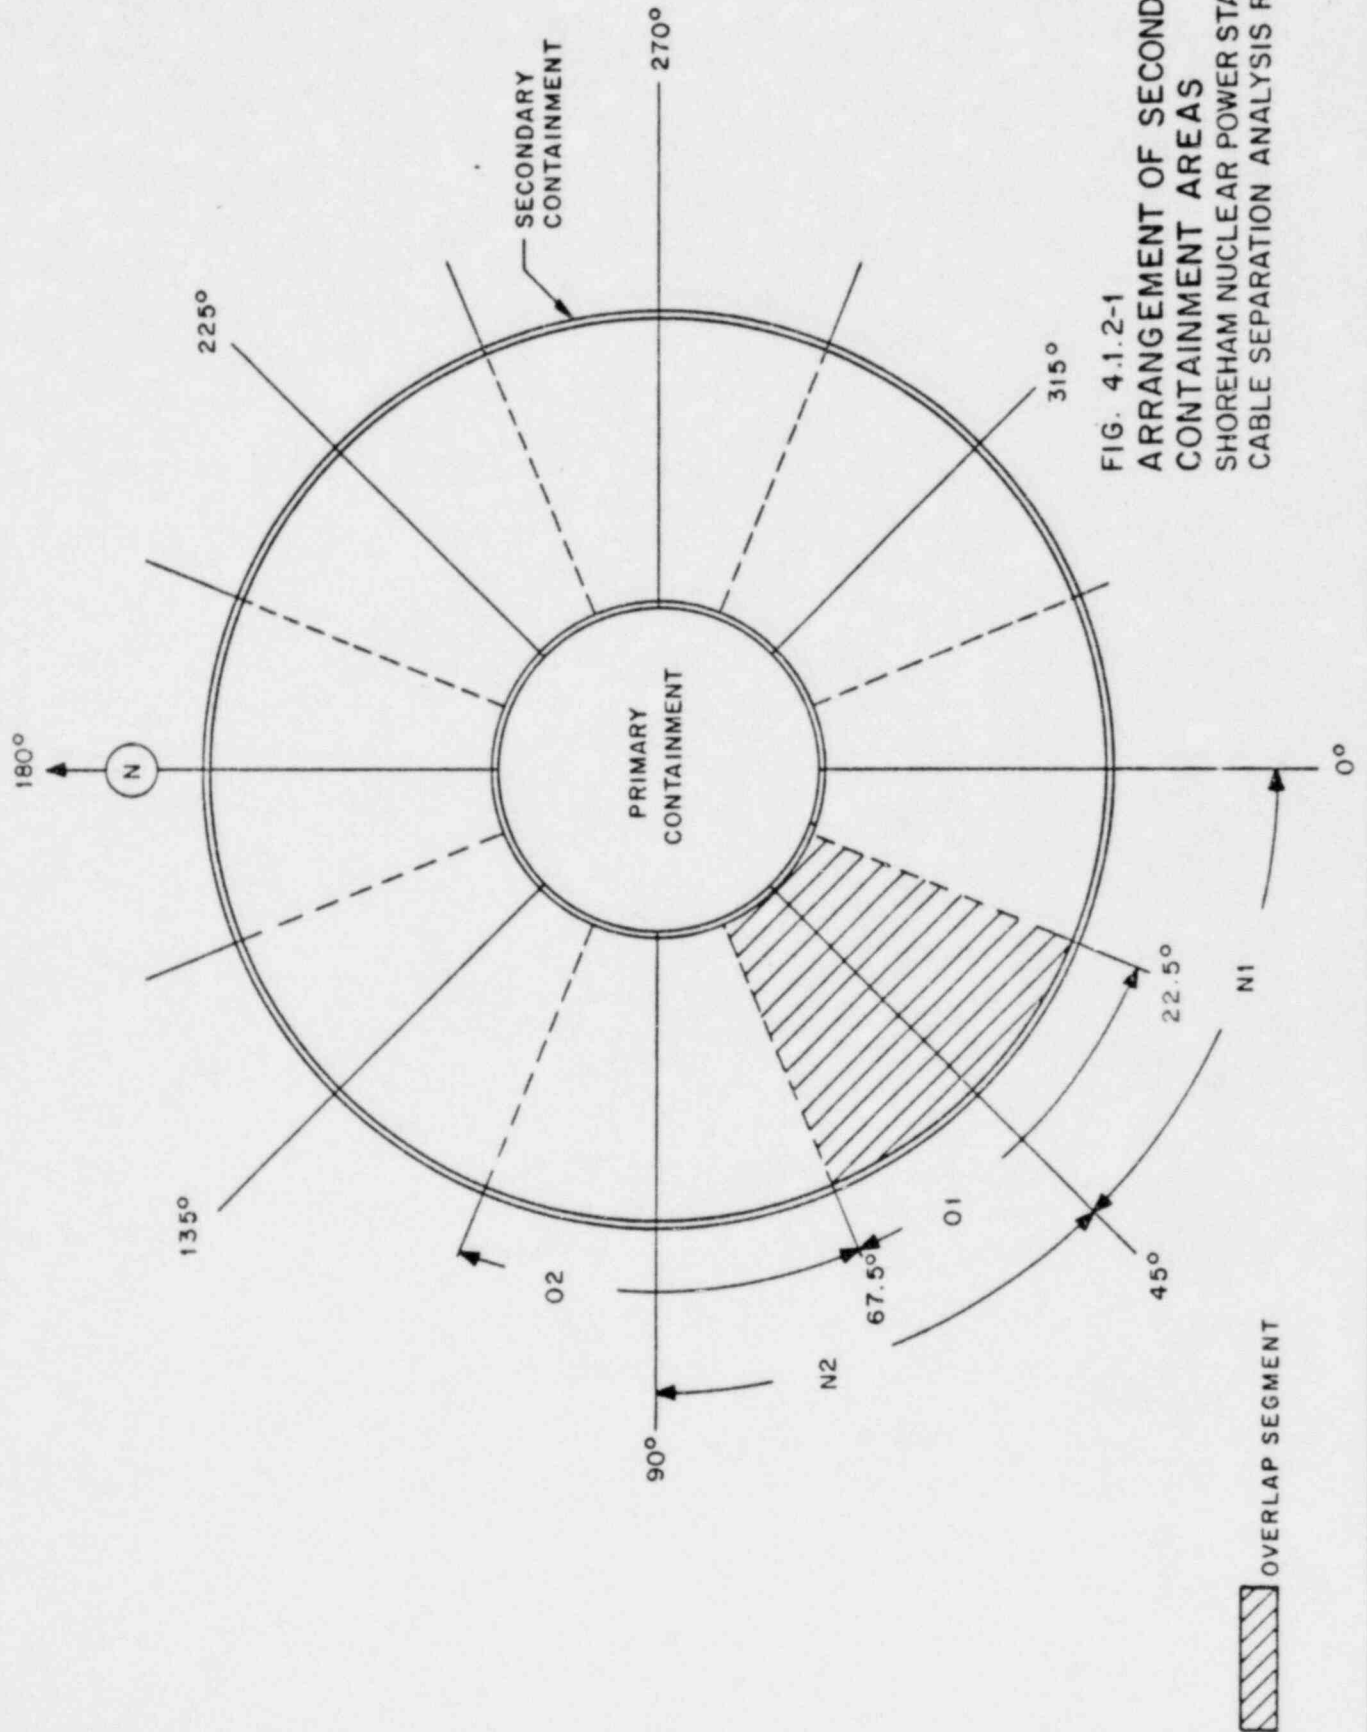 180°
N
225°
SECONDARY
CONTAINMENT
270°
135°
PRIMARY
CONTAINMENT
315°
90°
O2
67.5°
O1
N2
45°
22.5°
N1
0°
OVERLAP SEGMENT
FIG. 4.1.2-1
ARRANGEMENT OF SECOND
CONTAINMENT AREAS
SHOREHAM NUCLEAR POWER STA
CABLE SEPARATION ANALYSIS R